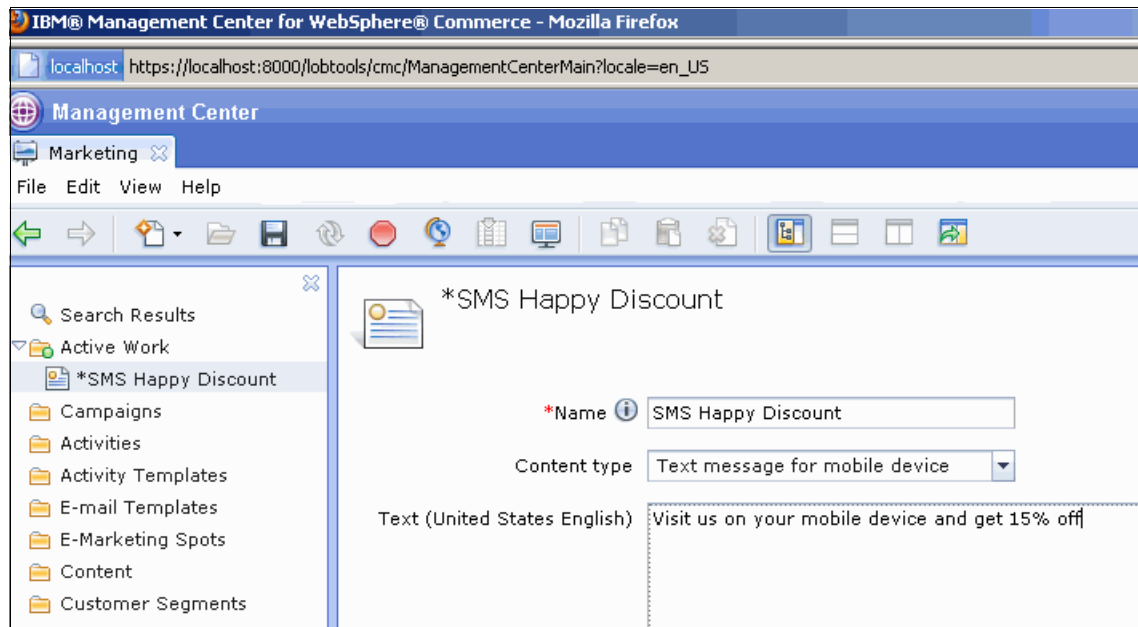 IBM® Management Center for WebSphere® Commerce - Mozilla Firefox
localhost https://localhost:8000/lobtools/cmc/ManagementCenterMain?locale=en_US
Management Center
Marketing
File Edit View Help
Search Results
Active Work
*SMS Happy Discount
Campaigns
Activities
Activity Templates
E-mail Templates
E-Marketing Spots
Content
Customer Segments
*SMS Happy Discount
*Name SMS Happy Discount
Content type Text message for mobile device
Text (United States English) Visit us on your mobile device and get 15% off